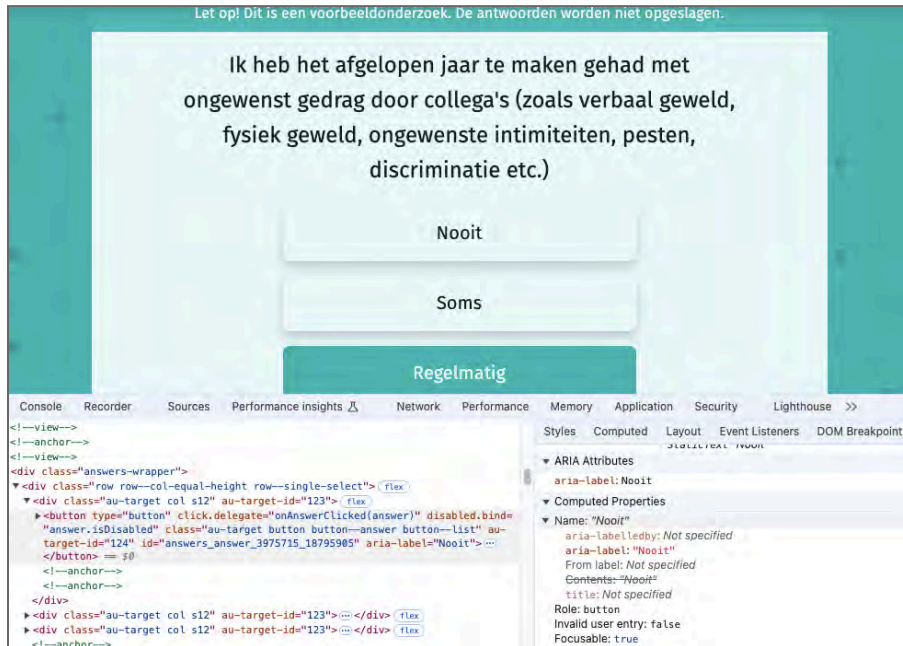 Let op! Dit is een voorbeeldonderzoek. De antwoorden worden niet opgeslagen.
Ik heb het afgelopen jaar te maken gehad met
ongewenst gedrag door collega's (zoals verbaal geweld,
fysiek geweld, ongewenste intimiteiten, pesten,
discriminatie etc.)
Nooit
Soms
Regelmatig
Console Recorder Sources Performance insights Network Performance Memory Application Security Lighthouse >>
<!--view-->
<!--anchor-->
<!--view-->
<div class="answers-wrapper">
▼<div class="row row--col-equal-height row--single-select"> flex
▼<div class="au-target col s12" au-target-id="123"> flex
▶<button type="button" click.delegate="onAnswerClicked(answer)" disabled.bind=
"answer.isDisabled" class="au-target button button--answer button--list" au-
target-id="124" id="answers_answer_3975715_18795905" aria-label="Nooit">…
</button> == $0
<!--anchor-->
<!--anchor-->
</div>
▶<div class="au-target col s12" au-target-id="123">…</div> flex
▶<div class="au-target col s12" au-target-id="123">…</div> flex
<!--anchor-->
Styles Computed Layout Event Listeners DOM Breakpoint
StaticText "Nooit"
▼ ARIA Attributes
aria-label: Nooit
▼ Computed Properties
▼ Name: "Nooit"
aria-labelledby: Not specified
aria-label: "Nooit"
From label: Not specified
Contents: "Nooit"
title: Not specified
Role: button
Invalid user entry: false
Focusable: true